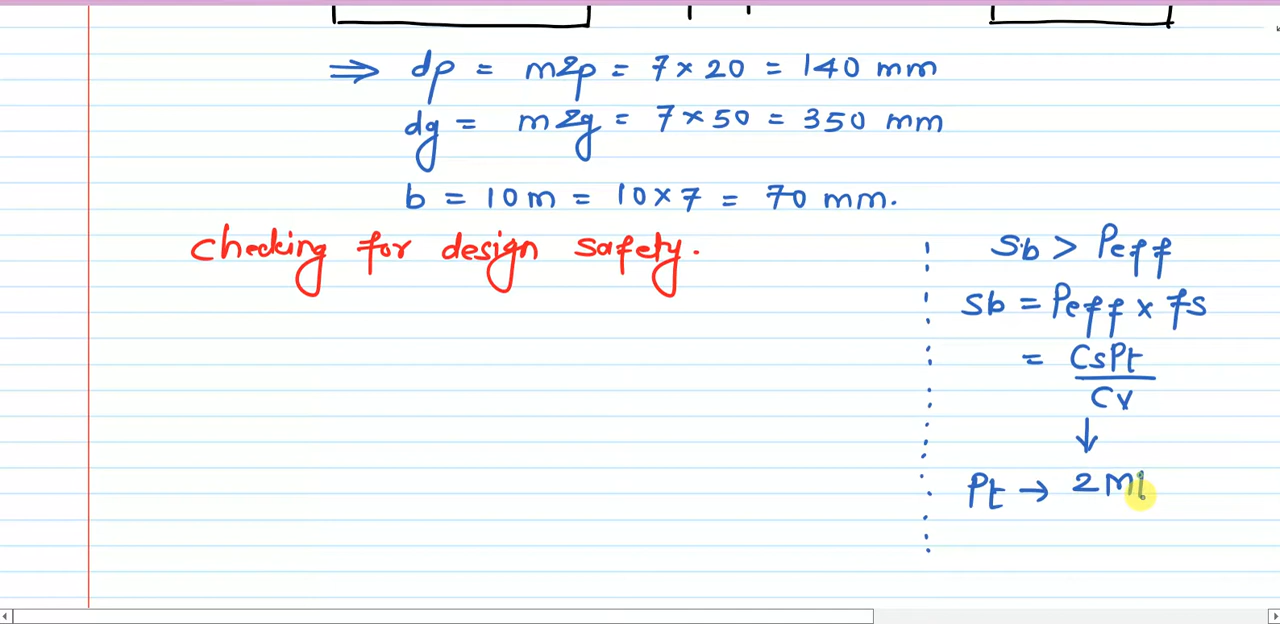 ⇒ dp = mzp = 7 × 20 = 140 mm
dg = mzg = 7 × 50 = 350 mm
b = 10m = 10 × 7 = 70 mm.
Checking for design safety.
Sb > Peff
Sb = Peff × fs
= CsPt
Cv
↓
Pt → 2M